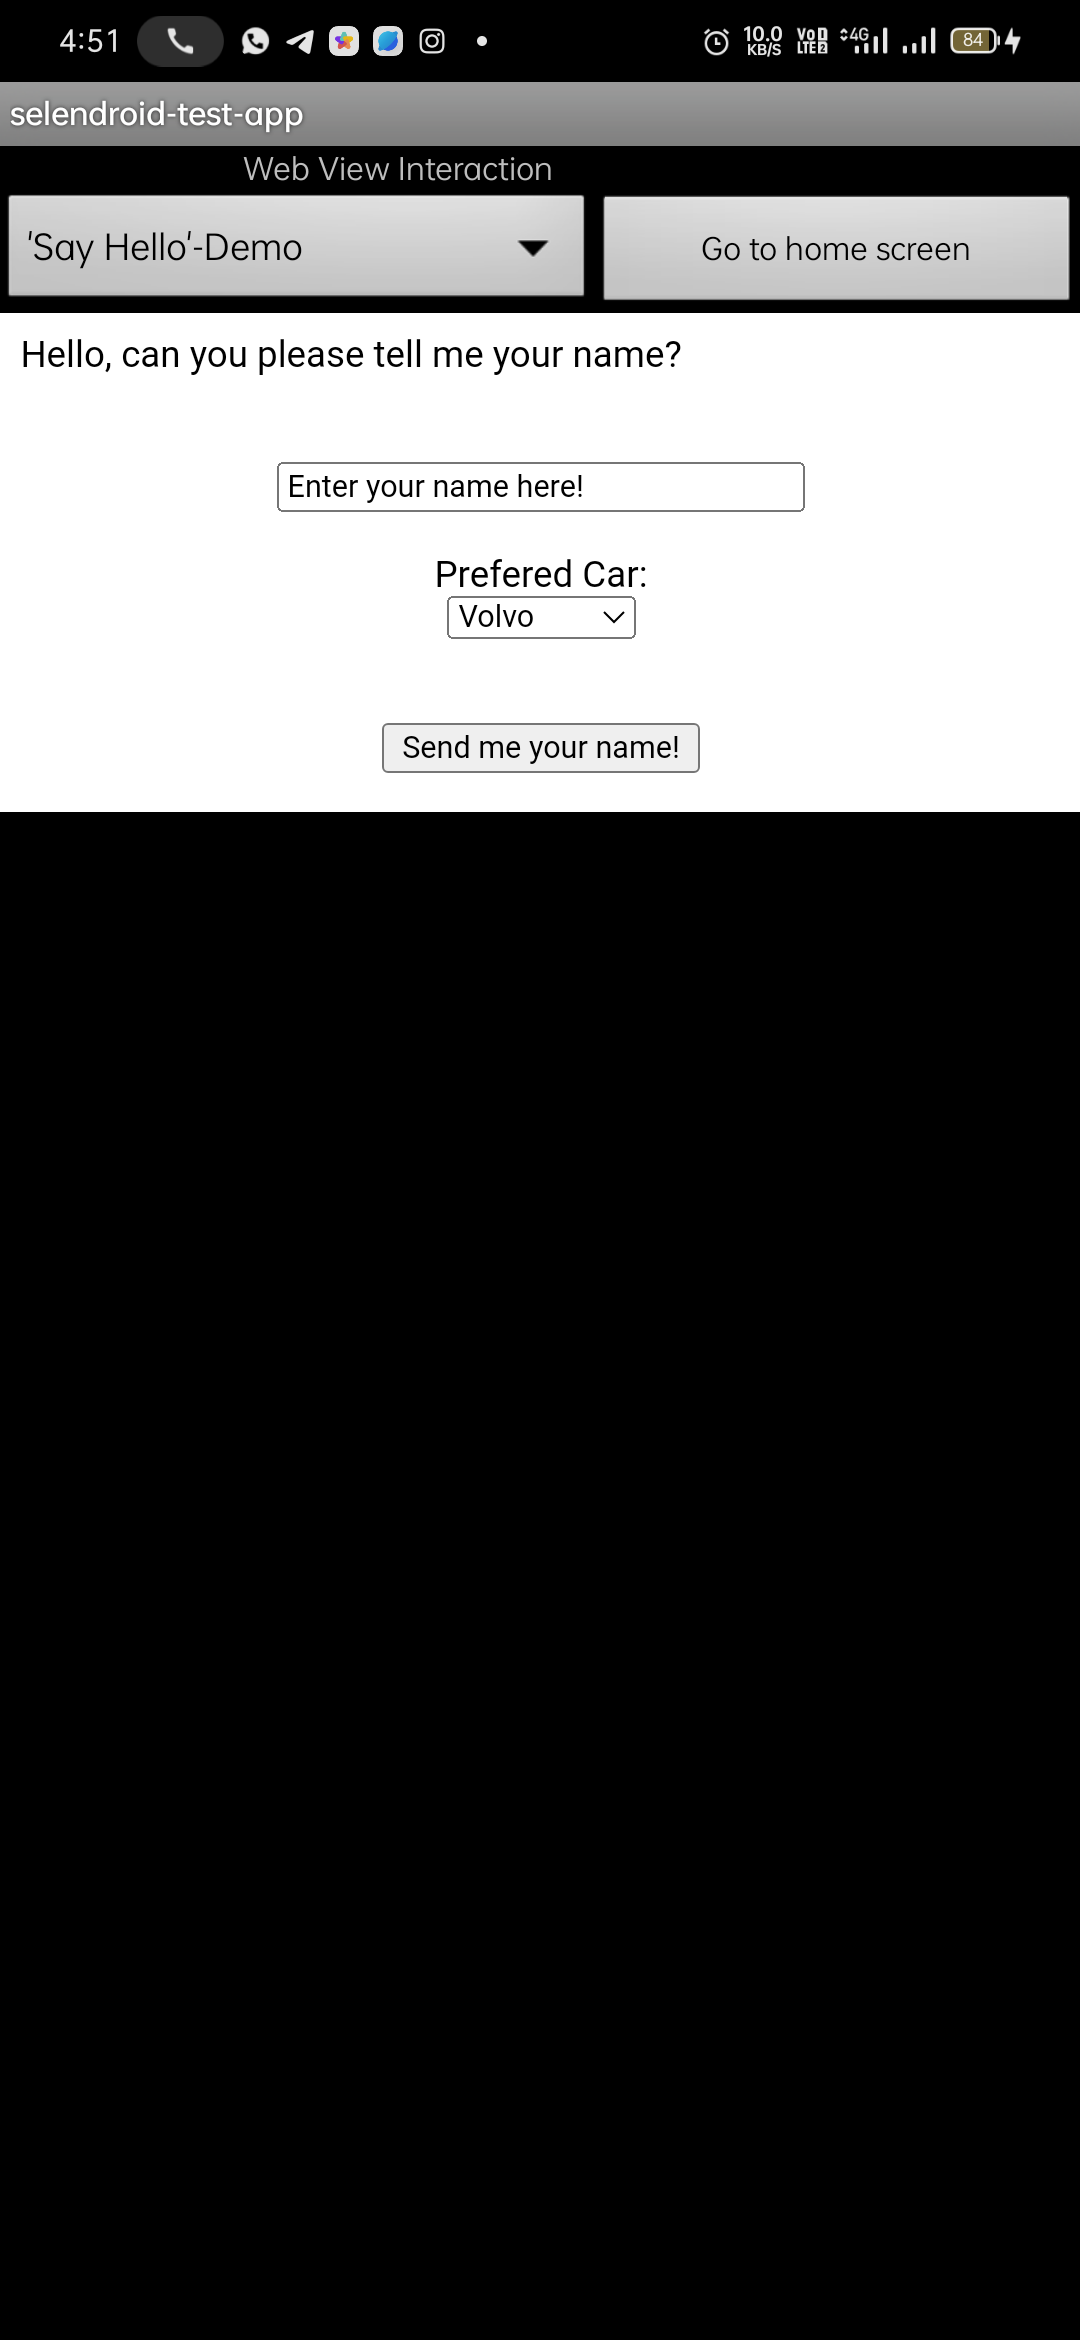 4:51 10.0 KB/S VoD LTE 2 4G 84
selendroid-test-app
Web View Interaction
'Say Hello'-Demo Go to home screen
Hello, can you please tell me your name?
Enter your name here!
Prefered Car:
Volvo
Send me your name!